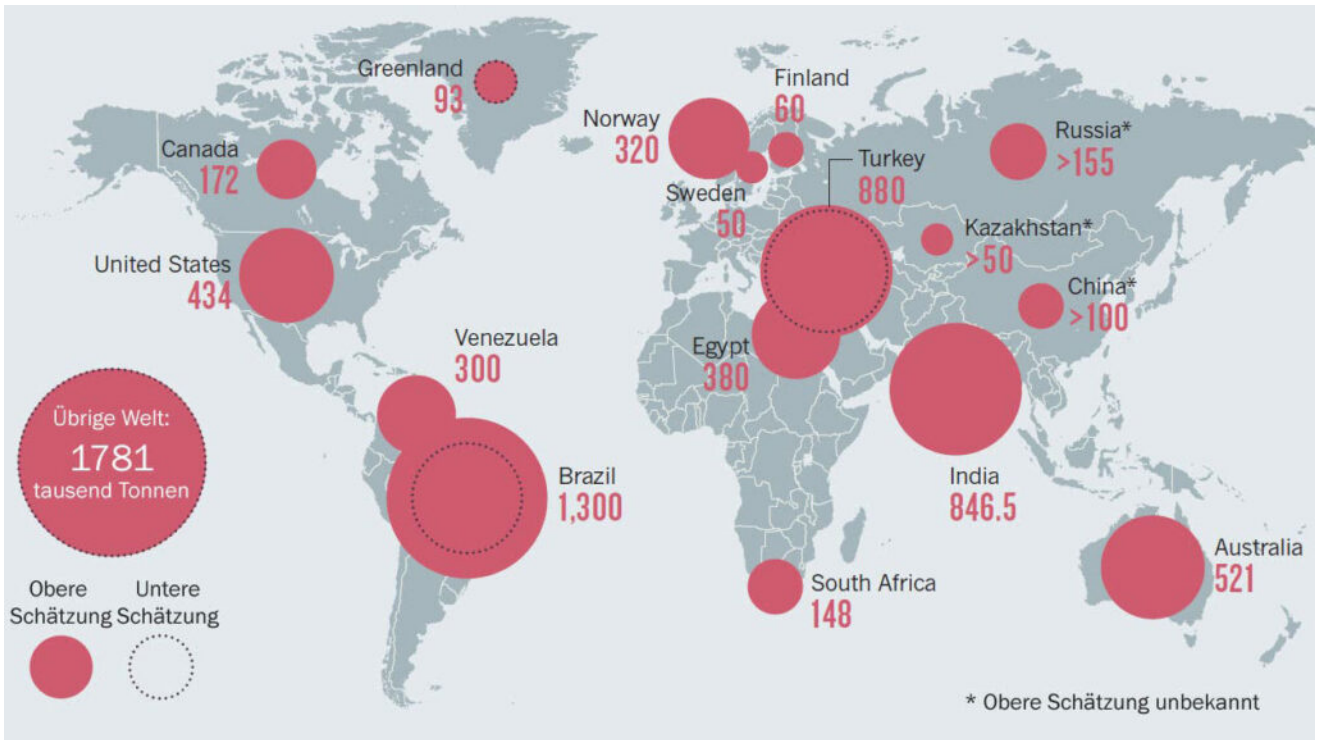 Greenland
93
Canada
172
United States
434
Venezuela
300
Brazil
1,300
Norway
320
Sweden
50
Finland
60
Turkey
880
Egypt
380
Russia*
>155
Kazakhstan*
>50
China*
>100
India
846.5
South Africa
148
Australia
521
Übrige Welt:
1781
tausend Tonnen
Obere
Schätzung
Untere
Schätzung
* Obere Schätzung unbekannt